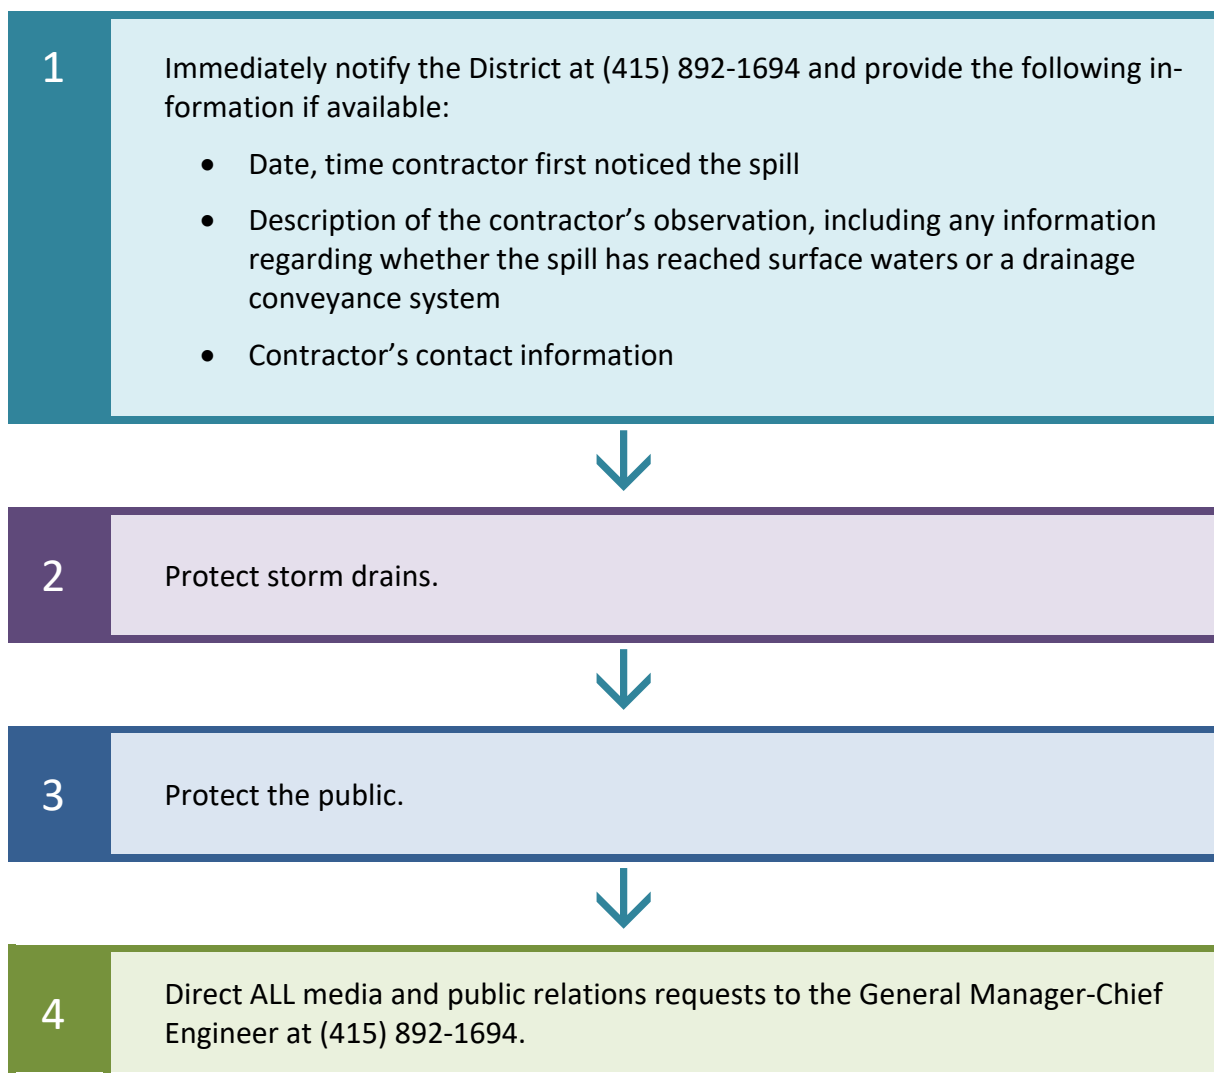 1
Immediately notify the District at (415) 892-1694 and provide the following in-
formation if available:
• Date, time contractor first noticed the spill
• Description of the contractor’s observation, including any information
regarding whether the spill has reached surface waters or a drainage
conveyance system
• Contractor’s contact information
2
Protect storm drains.
3
Protect the public.
4
Direct ALL media and public relations requests to the General Manager-Chief
Engineer at (415) 892-1694.